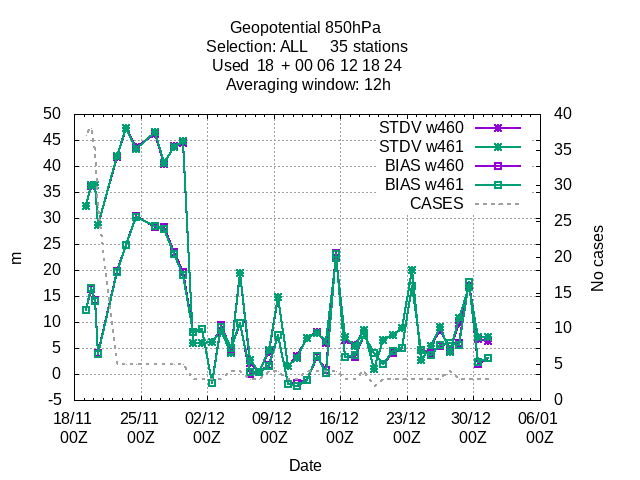 Geopotential 850hPa
Selection: ALL     35 stations
Used  18  + 00 06 12 18 24
Averaging window: 12h
50
45
40
35
30
25
20
15
10
5
0
-5
m
40
35
30
25
20
15
10
5
0
No cases
STDV w460
STDV w461
BIAS w460
BIAS w461
CASES
18/11 25/11 02/12 09/12 16/12 23/12 30/12 06/01
00Z 00Z 00Z 00Z 00Z 00Z 00Z 00Z
Date